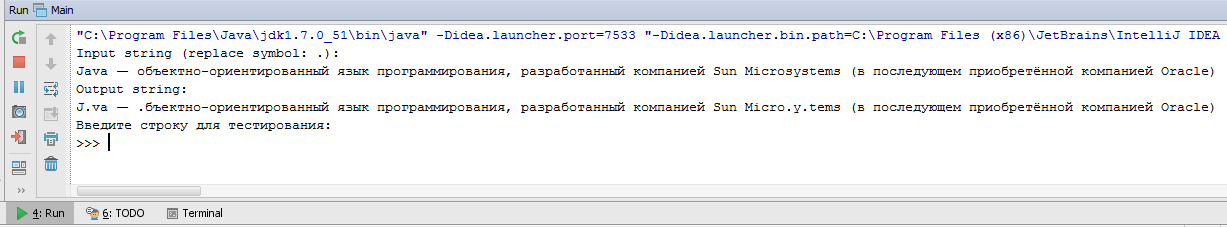 Run Main
"C:\Program Files\Java\jdk1.7.0_51\bin\java" -Didea.launcher.port=7533 "-Didea.launcher.bin.path=C:\Program Files (x86)\JetBrains\IntelliJ IDEA
Input string (replace symbol: .):
Java — объектно-ориентированный язык программирования, разработанный компанией Sun Microsystems (в последующем приобретённой компанией Oracle)
Output string:
J.va — .бъектно-ориентированный язык программирования, разработанный компанией Sun Micro.y.tems (в последующем приобретённой компанией Oracle)
Введите строку для тестирования:
>>>
4: Run 6: TODO Terminal